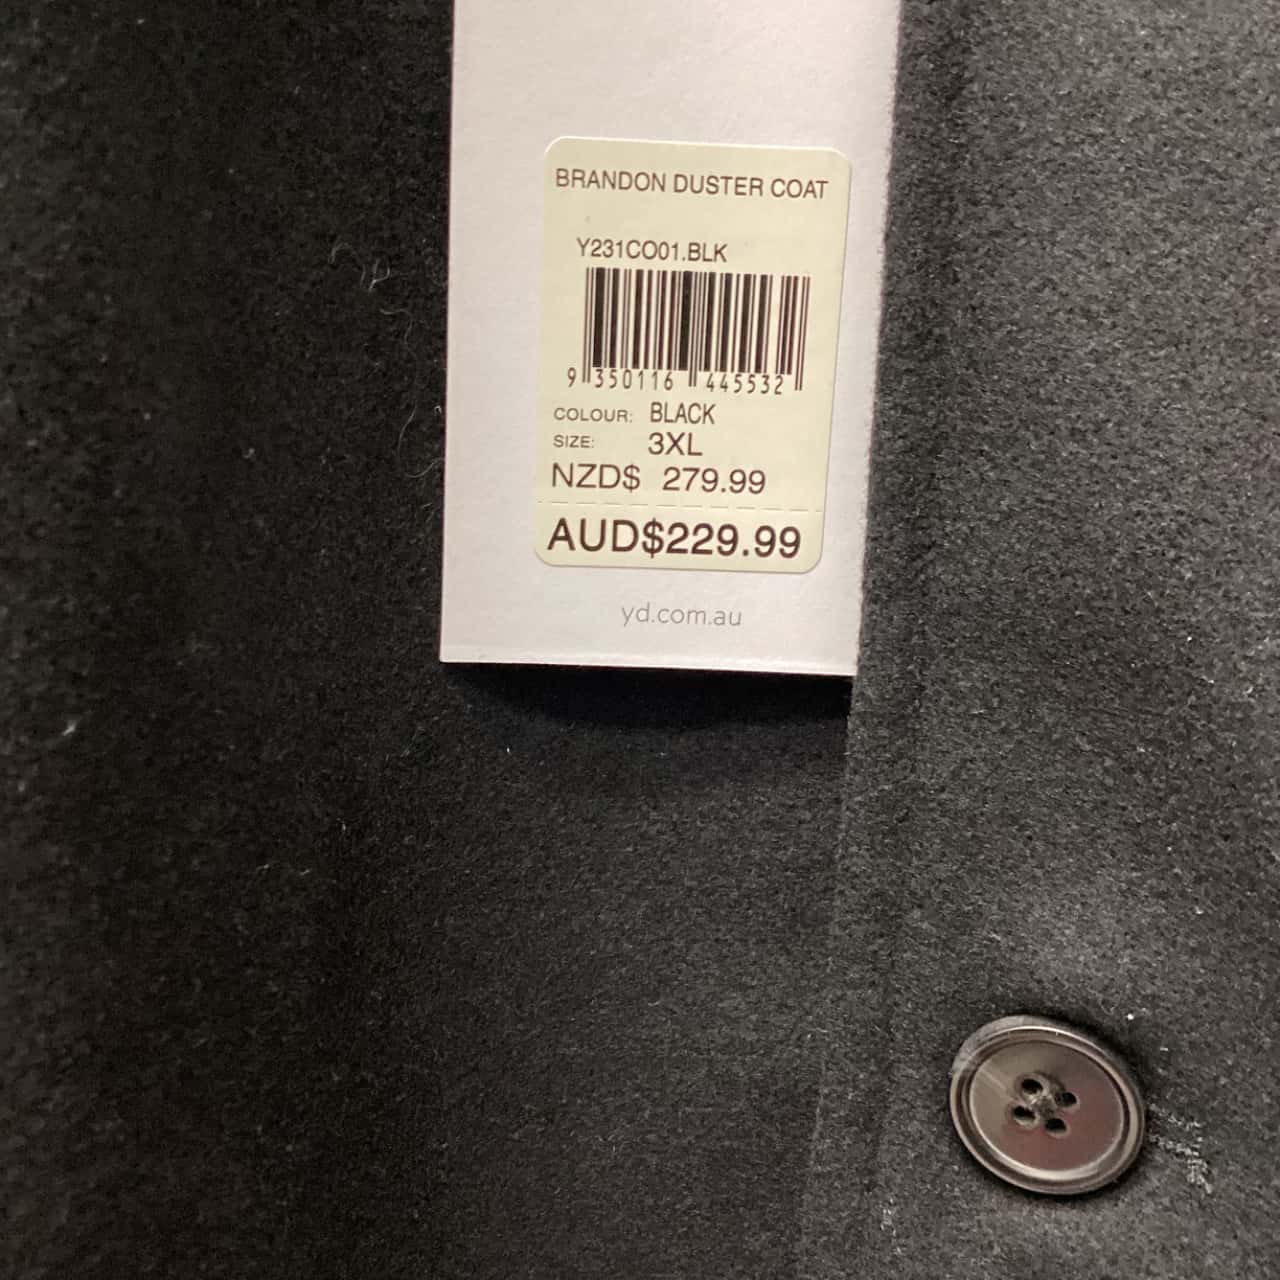 BRANDON DUSTER COAT
Y231CO01.BLK
9 350116 445532
COLOUR: BLACK
SIZE: 3XL
NZD$ 279.99
AUD$229.99
yd.com.au